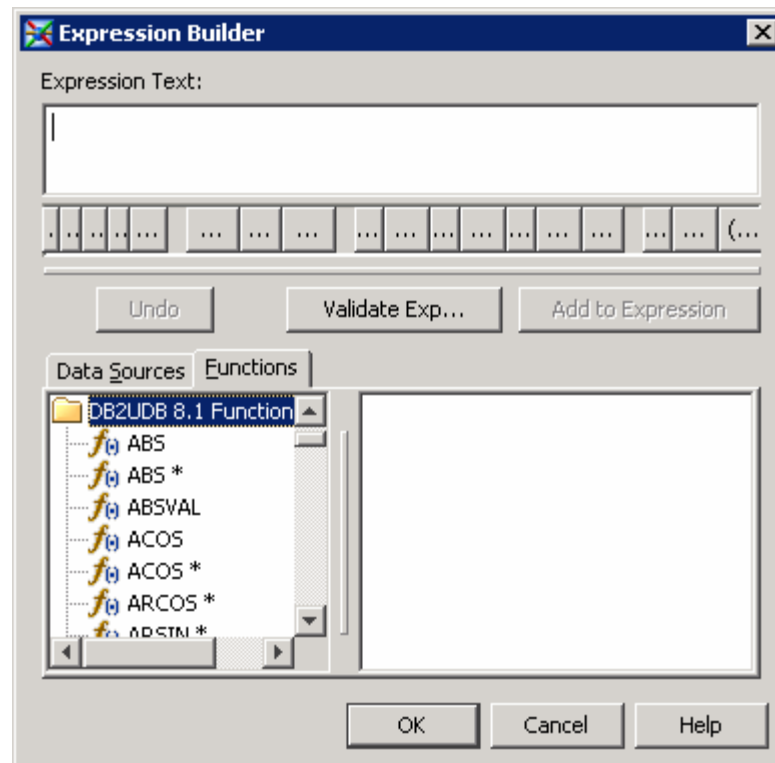 Expression Builder
Expression Text:
. .. .. .. ... ... ... ... ... ... ... ... ... ... ... ... ... (...
Undo Validate Exp... Add to Expression
Data Sources Functions
DB2UDB 8.1 Function
f(•) ABS
f(•) ABS *
f(•) ABSVAL
f(•) ACOS
f(•) ACOS *
f(•) ARCOS *
f(•) ARSIN *
OK Cancel Help